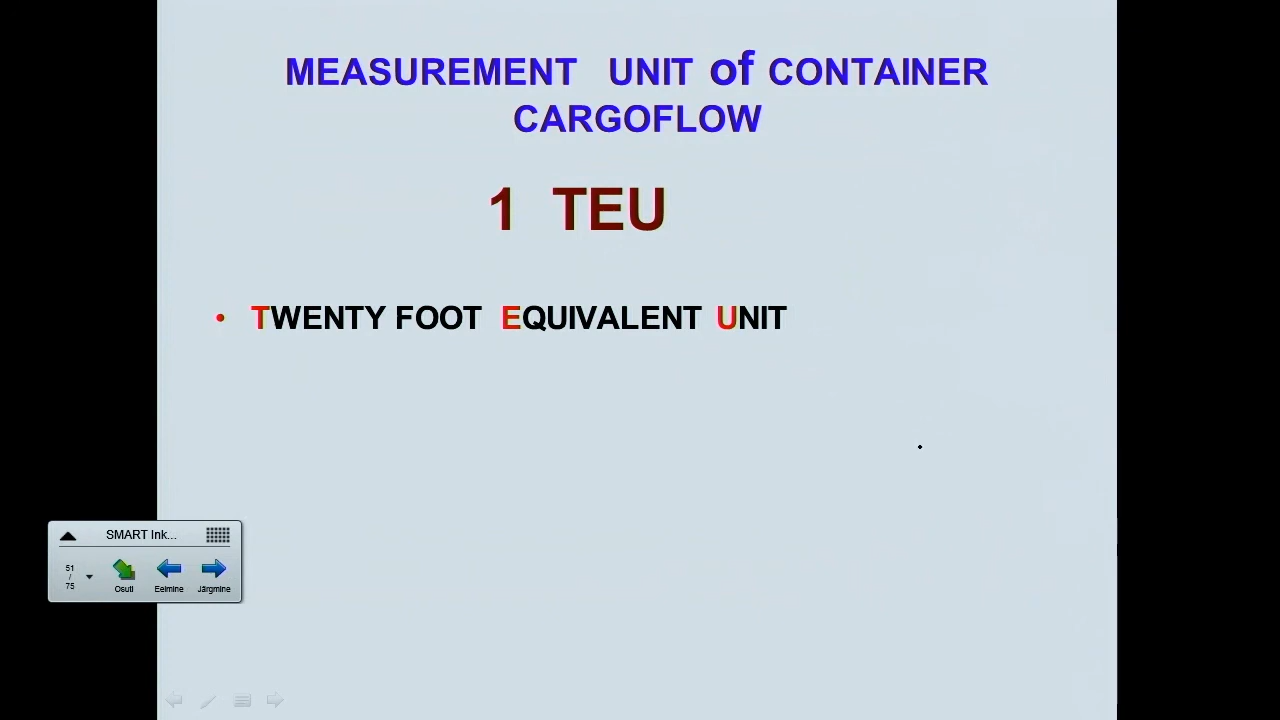 MEASUREMENT UNIT of CONTAINER
CARGOFLOW
1 TEU
• TWENTY FOOT EQUIVALENT UNIT
SMART Ink...
51
/
75
Osuti Eelmine Järgmine